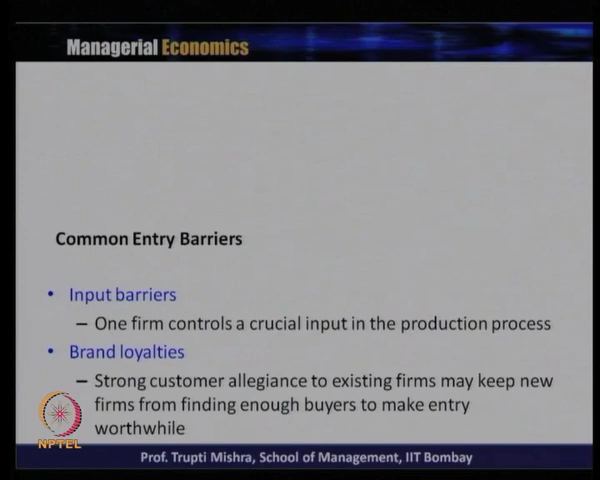 Managerial Economics
Common Entry Barriers
• Input barriers
– One firm controls a crucial input in the production process
• Brand loyalties
– Strong customer allegiance to existing firms may keep new
firms from finding enough buyers to make entry
worthwhile
NPTEL
Prof. Trupti Mishra, School of Management, IIT Bombay